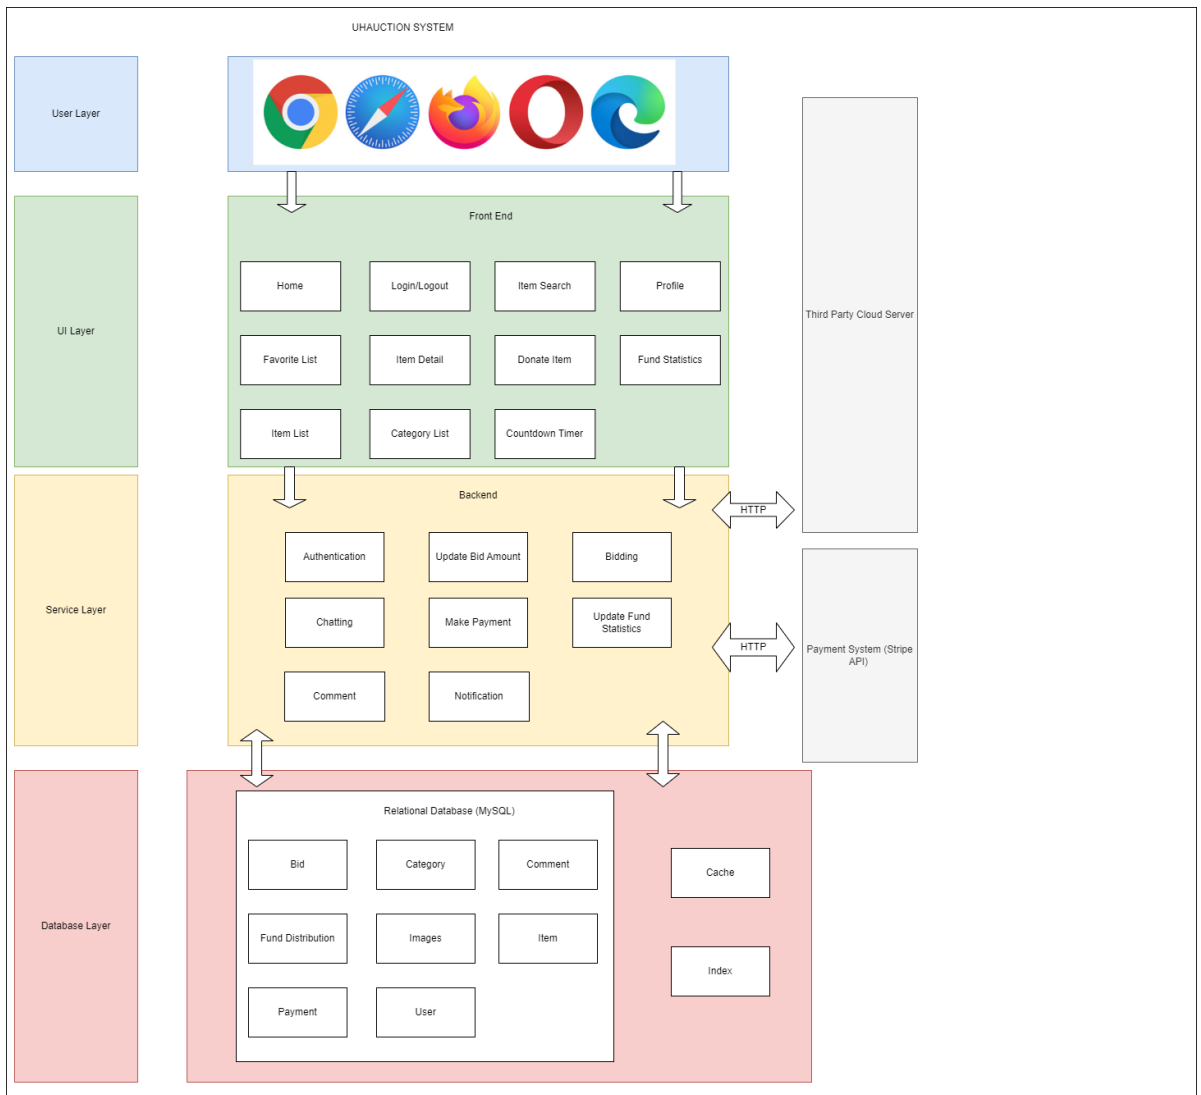 UHAUCTION SYSTEM
User Layer
UI Layer
Front End
Home
Login/Logout
Item Search
Profile
Favorite List
Item Detail
Donate Item
Fund Statistics
Item List
Category List
Countdown Timer
Third Party Cloud Server
Service Layer
Backend
Authentication
Update Bid Amount
Bidding
Chatting
Make Payment
Update Fund
Statistics
Comment
Notification
HTTP
HTTP
Payment System (Stripe
API)
Database Layer
Relational Database (MySQL)
Bid
Category
Comment
Fund Distribution
Images
Item
Payment
User
Cache
Index